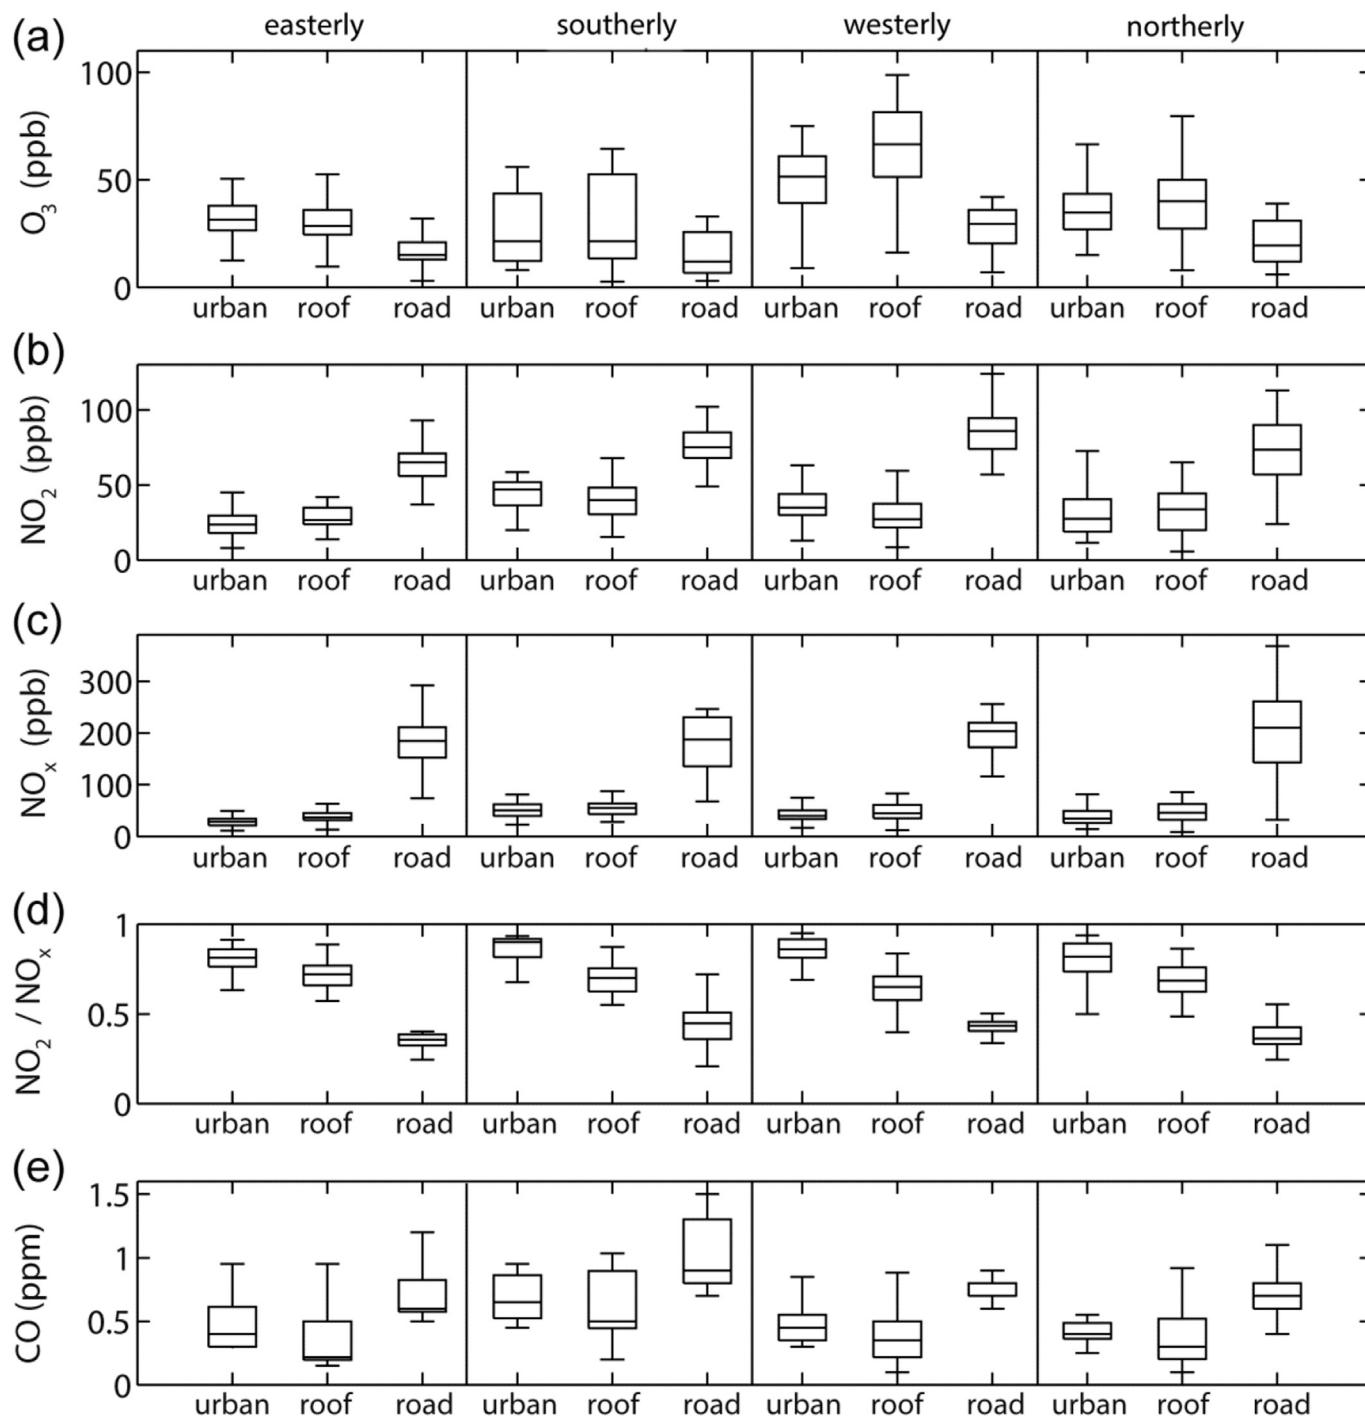 (a) easterly southerly westerly northerly
O3 (ppb)
100
50
0
urban roof road urban roof road urban roof road urban roof road
(b)
NO2 (ppb)
100
50
0
urban roof road urban roof road urban roof road urban roof road
(c)
NOx (ppb)
300
200
100
0
urban roof road urban roof road urban roof road urban roof road
(d)
NO2 / NOx
1
0.5
0
urban roof road urban roof road urban roof road urban roof road
(e)
CO (ppm)
1.5
1
0.5
0
urban roof road urban roof road urban roof road urban roof road